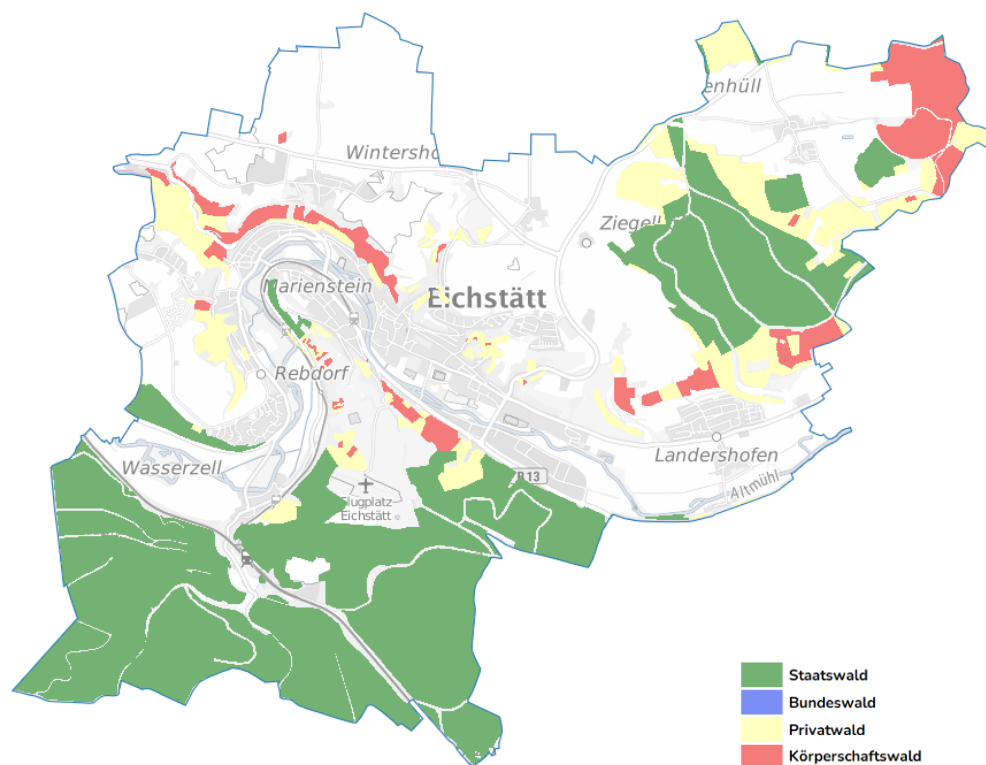 enhüll
Wintersho
Ziegel
Marienstein
Eichstätt
Rebdorf
Wasserzell
Landershofen
B13
Altmühl
Flugplatz
Eichstätt
Staatswald
Bundeswald
Privatwald
Körperschaftswald